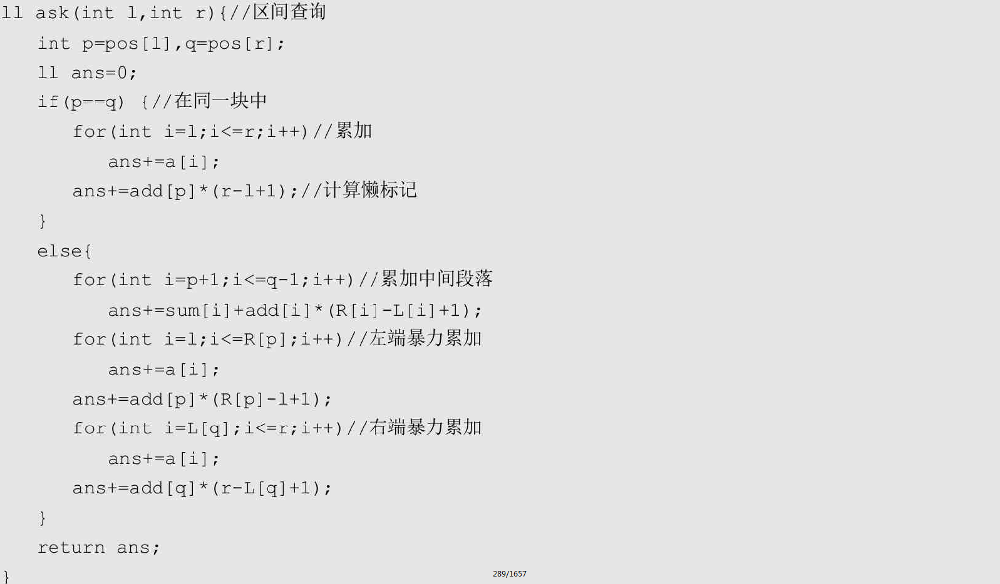 ll ask(int l,int r){//区间查询
int p=pos[l],q=pos[r];
ll ans=0;
if(p==q) {//在同一块中
for(int i=l;i<=r;i++)//累加
ans+=a[i];
ans+=add[p]*(r-l+1);//计算懒标记
}
else{
for(int i=p+1;i<=q-1;i++)//累加中间段落
ans+=sum[i]+add[i]*(R[i]-L[i]+1);
for(int i=l;i<=R[p];i++)//左端暴力累加
ans+=a[i];
ans+=add[p]*(R[p]-l+1);
for(int i=L[q];i<=r;i++)//右端暴力累加
ans+=a[i];
ans+=add[q]*(r-L[q]+1);
}
return ans;
}
289/1657